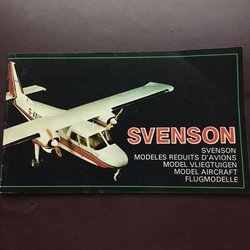 SVENSON
SVENSON
MODELES REDUITS D'AVIONS
MODEL VLIEGTUIGEN
MODEL AIRCRAFT
FLUGMODELLE